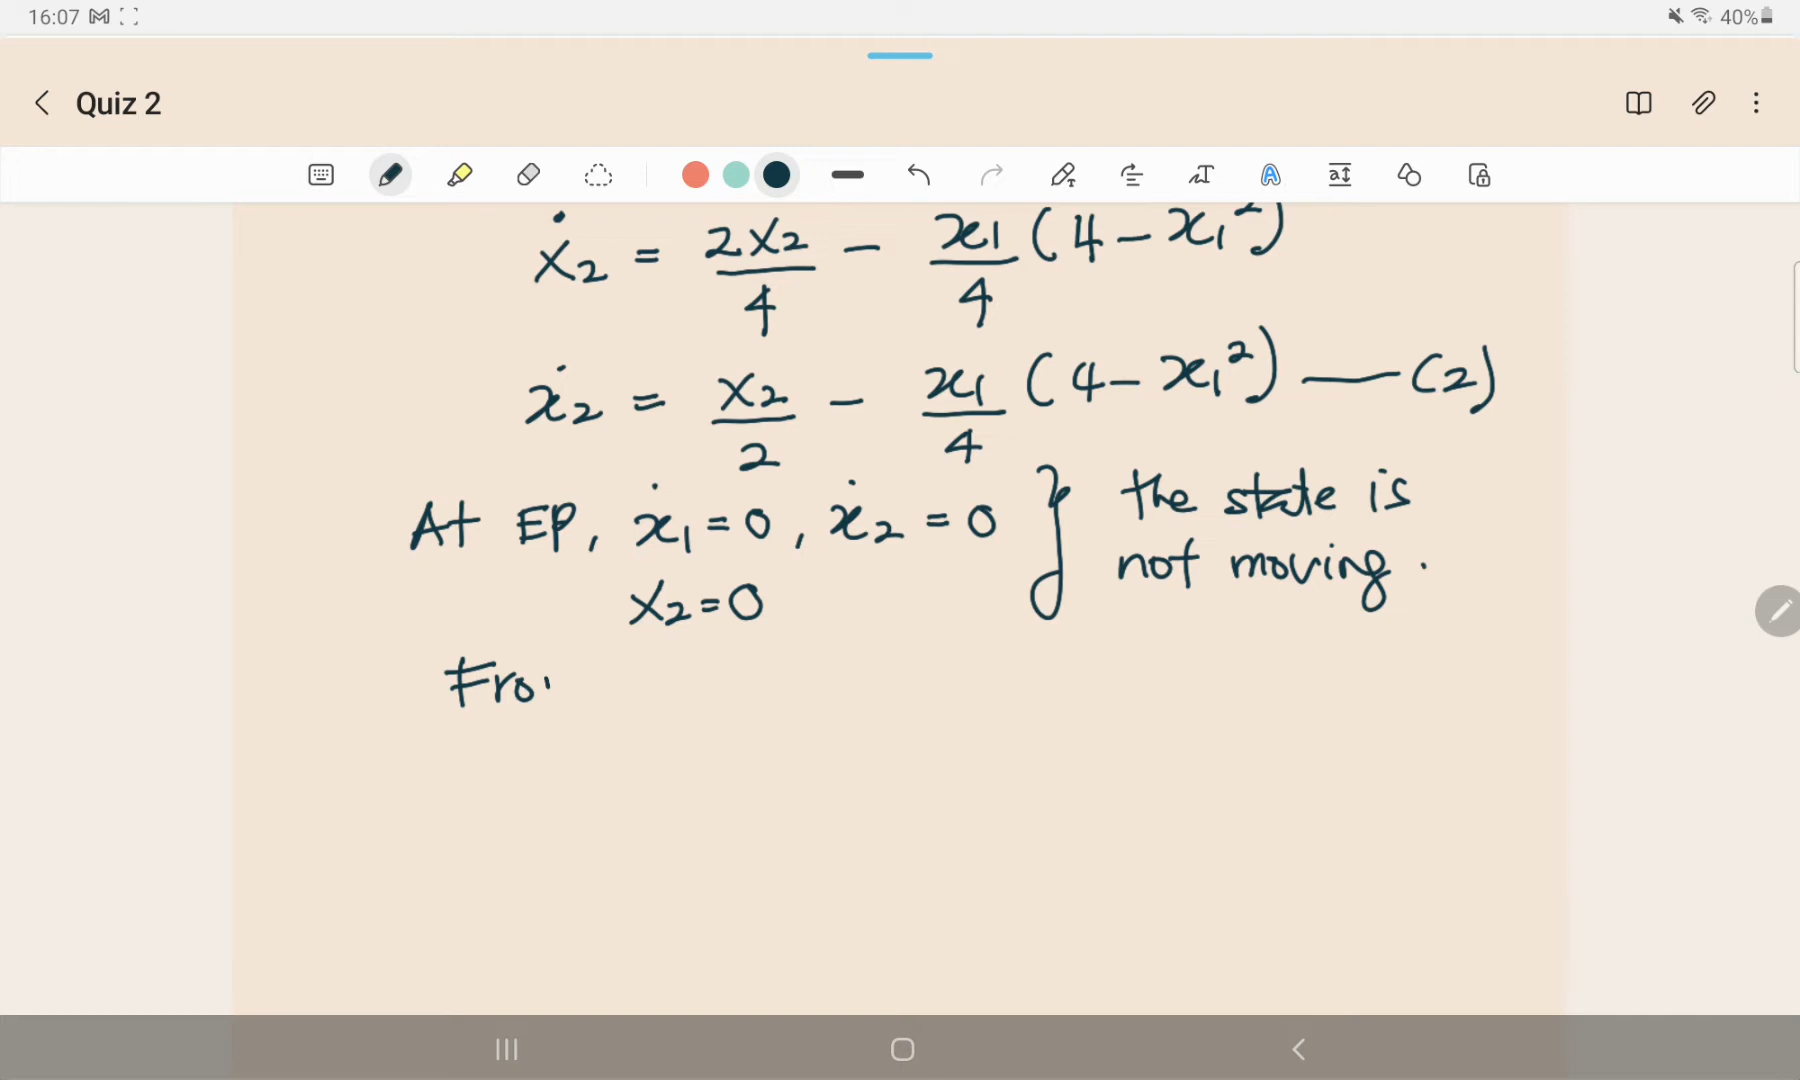 16:07 40%
Quiz 2
ẋ₂ = 2x₂/4 − x₁/4 (4 − x₁²)
ẋ₂ = x₂/2 − x₁/4 (4 − x₁²) —— (2)
At EP, ẋ₁ = 0, ẋ₂ = 0 } the state is
x₂ = 0 not moving.
Fro